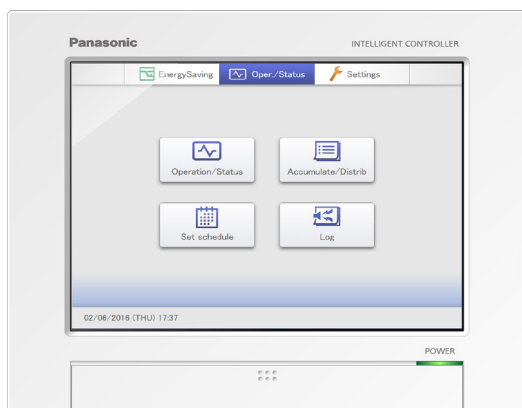 Panasonic
INTELLIGENT CONTROLLER
EnergySaving
Oper./Status
Settings
Operation/Status
Accumulate/Distrib
Set schedule
Log
02/06/2016 (THU) 17:37
POWER